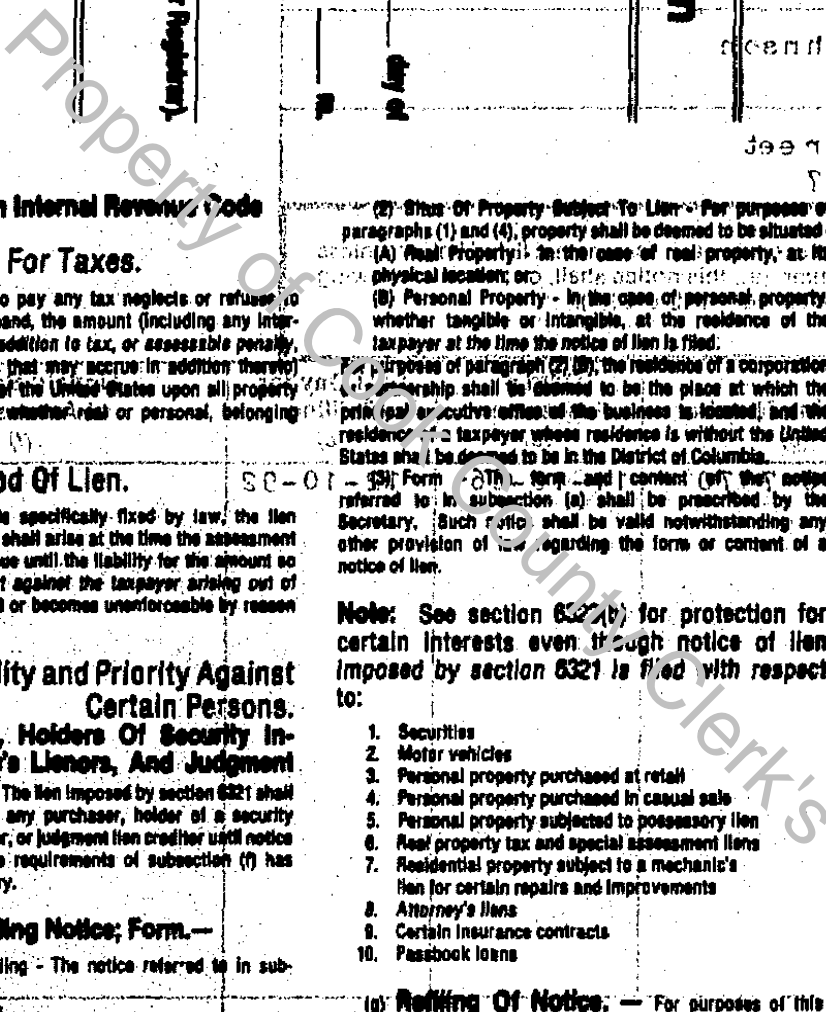 r Registrar).
day of
n Internal Revenue Code
For Taxes.
o pay any tax neglects or refuses to
and, the amount (including any inter-
addition to tax, or assessable penalty,
that may accrue in addition thereto)
of the United States upon all property
whether real or personal, belonging
od Of Lien.
is specifically fixed by law, the lien
shall arise at the time the assessment
ue until the liability for the amount so
t against the taxpayer arising out of
d or becomes unenforceable by reason
lity and Priority Against
Certain Persons.
, Holders Of Security In-
r's Lienors, And Judgment
The lien imposed by section 6321 shall
any purchaser, holder of a security
r, or judgment lien creditor until notice
e requirements of subsection (f) has
ry.
ling Notice; Form.—
ling - The notice referred to in sub-
(2) Situs Of Property Subject To Lien - For purposes o
paragraphs (1) and (4), property shall be deemed to be situated
(A) Real Property - In the case of real property, at its
physical location; or
(B) Personal Property - In the case of personal property,
whether tangible or intangible, at the residence of the
taxpayer at the time the notice of lien is filed.
For purposes of paragraph (2) (B), the residence of a corporation
or partnership shall be deemed to be the place at which the
principal executive office of the business is located, and the
residence of a taxpayer whose residence is without the United
States shall be deemed to be in the District of Columbia.
(3) Form - The form and content of the notice
referred to in subsection (a) shall be prescribed by the
Secretary. Such notice shall be valid notwithstanding any
other provision of law regarding the form or content of a
notice of lien.
Note: See section 6323(b) for protection for
certain interests even though notice of lien
imposed by section 6321 is filed with respect
to:
1. Securities
2. Motor vehicles
3. Personal property purchased at retail
4. Personal property purchased in casual sale
5. Personal property subjected to possessory lien
6. Real property tax and special assessment liens
7. Residential property subject to a mechanic's
lien for certain repairs and improvements
8. Attorney's liens
9. Certain insurance contracts
10. Passbook loans
(g) Refiling Of Notice. — For purposes of this
Property of Cook County Clerk's